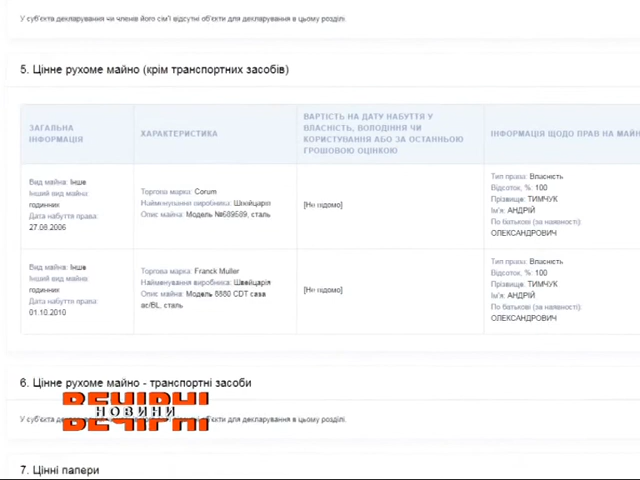 У суб'єкта декларування чи членів його сім'ї відсутні об'єкти для декларування в цьому розділі.
5. Цінне рухоме майно (крім транспортних засобів)
ЗАГАЛЬНА ІНФОРМАЦІЯ
ХАРАКТЕРИСТИКА
ВАРТІСТЬ НА ДАТУ НАБУТТЯ У ВЛАСНІСТЬ, ВОЛОДІННЯ ЧИ КОРИСТУВАННЯ АБО ЗА ОСТАННЬОЮ ГРОШОВОЮ ОЦІНКОЮ
ІНФОРМАЦІЯ ЩОДО ПРАВ НА МАЙН
Вид майна: Інше
Інший вид майна:
годинник
Дата набуття права:
27.08.2006
Торгова марка: Corum
Найменування виробника: Швейцарія
Опис майна: Модель №689589, сталь
[Не відомо]
Тип права: Власність
Відсоток, %: 100
Прізвище: ТИМЧУК
Ім'я: АНДРІЙ
По батькові (за наявності):
ОЛЕКСАНДРОВИЧ
Вид майна: Інше
Інший вид майна:
годинник
Дата набуття права:
01.10.2010
Торгова марка: Franck Muller
Найменування виробника: Швейцарія
Опис майна: Модель 8880 CDT casa
ac/BL, сталь
[Не відомо]
Тип права: Власність
Відсоток, %: 100
Прізвище: ТИМЧУК
Ім'я: АНДРІЙ
По батькові (за наявності):
ОЛЕКСАНДРОВИЧ
6. Цінне рухоме майно - транспортні засоби
У суб'єкта об'єкти для декларування в цьому розділі.
ВЕЧІРНІ
НОВИНИ
ВЕЧІРНІ
7. Цінні папери